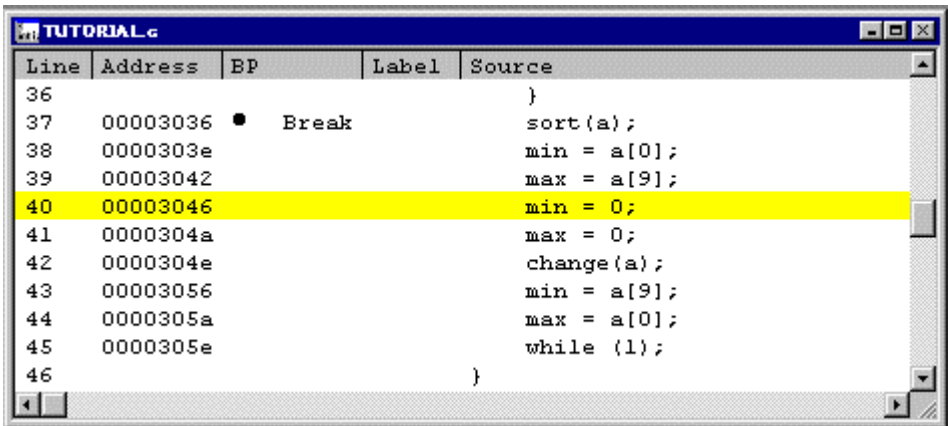 TUTORIAL.c
Line Address BP Label Source
36 }
37 00003036 Break sort(a);
38 0000303e min = a[0];
39 00003042 max = a[9];
40 00003046 min = 0;
41 0000304a max = 0;
42 0000304e change(a);
43 00003056 min = a[9];
44 0000305a max = a[0];
45 0000305e while (1);
46 }